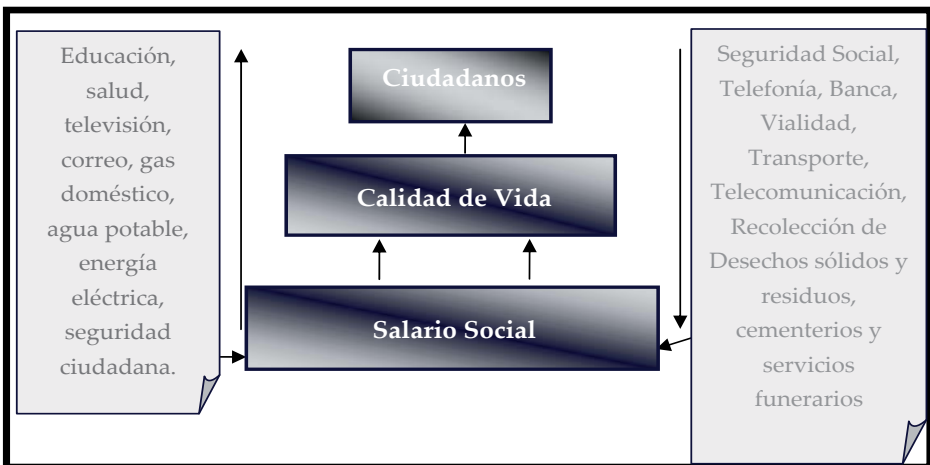 Educación,
salud,
televisión,
correo, gas
doméstico,
agua potable,
energía
eléctrica,
seguridad
ciudadana.
Ciudadanos
Calidad de Vida
Salario Social
Seguridad Social,
Telefonía, Banca,
Vialidad,
Transporte,
Telecomunicación,
Recolección de
Desechos sólidos y
residuos,
cementerios y
servicios
funerarios